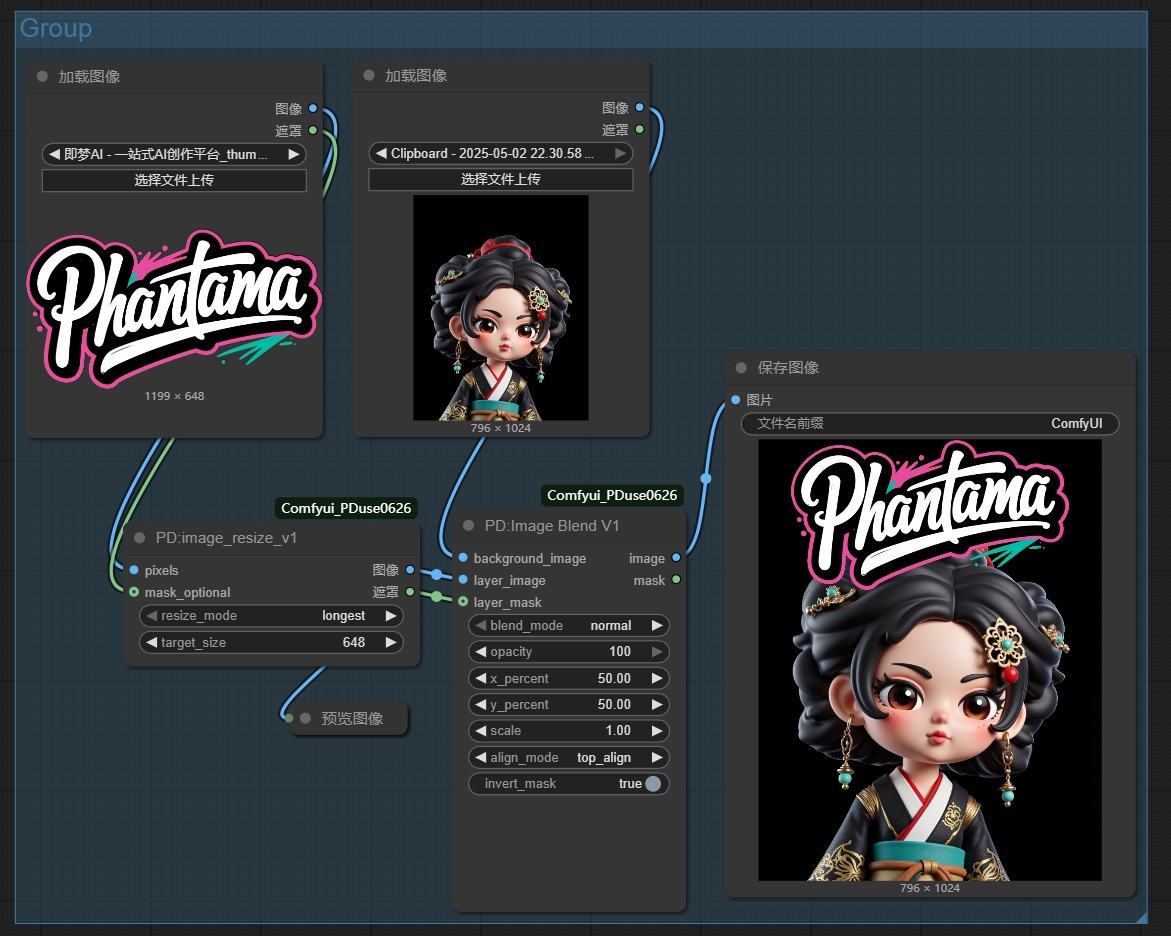 Group
加载图像
图像
遮罩
即梦AI - 一站式AI创作平台_thum ...
选择文件上传
Phantama
1199 × 648
加载图像
图像
遮罩
Clipboard - 2025-05-02 22.30.58 ...
选择文件上传
796 × 1024
Comfyui_PDuse0626
PD:image_resize_v1
pixels 图像
mask_optional 遮罩
resize_mode longest
target_size 648
预览图像
Comfyui_PDuse0626
PD:Image Blend V1
background_image image
layer_image mask
layer_mask
blend_mode normal
opacity 100
x_percent 50.00
y_percent 50.00
scale 1.00
align_mode top_align
invert_mask true
保存图像
图片
文件名前缀 ComfyUI
Phantama
796 × 1024